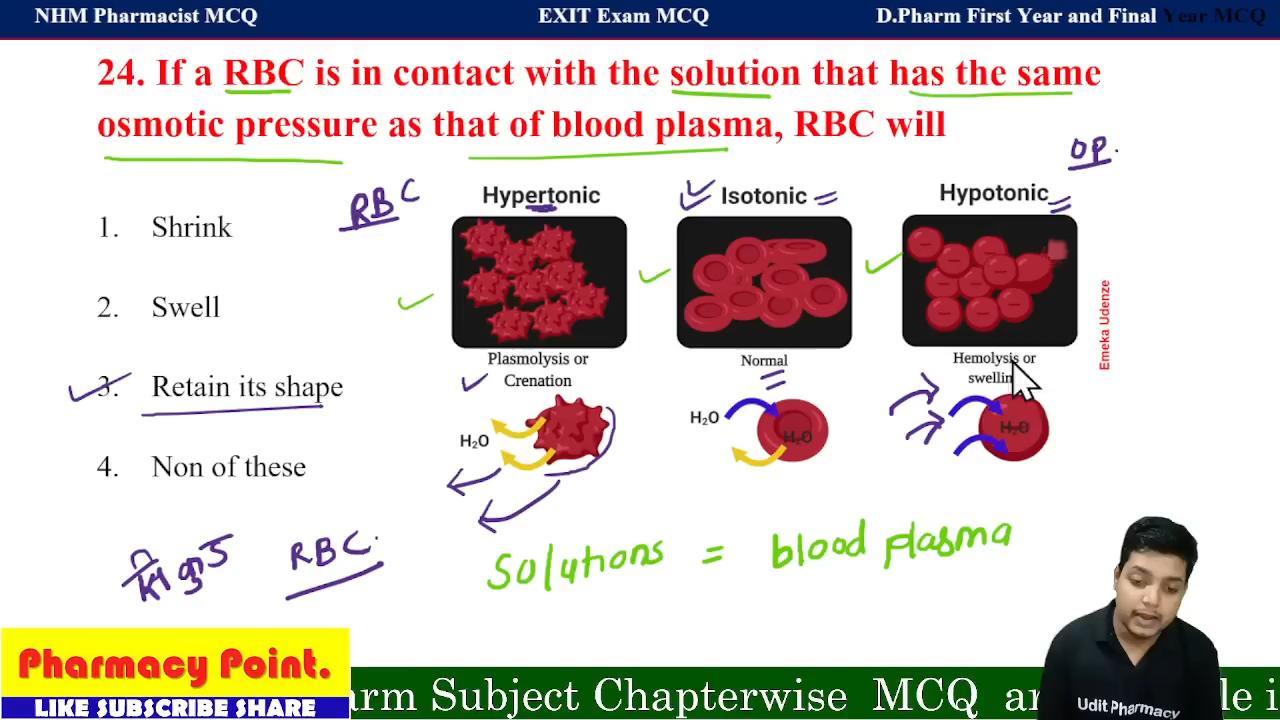 NHM Pharmacist MCQ EXIT Exam MCQ D.Pharm First Year and Final Year MCQ
24. If a RBC is in contact with the solution that has the same
osmotic pressure as that of blood plasma, RBC will
OP.
RBC
Hypertonic Isotonic Hypotonic
1. Shrink
2. Swell
3. Retain its shape
4. Non of these
Plasmolysis or
Crenation
Normal
Hemolysis or
swellin
Emeka Udenze
H₂O
H₂O H₂O
H₂O
RBC.
Solutions = blood plasma
Pharmacy Point.
LIKE SUBSCRIBE SHARE
arm Subject Chapterwise MCQ
Udit Pharmacy